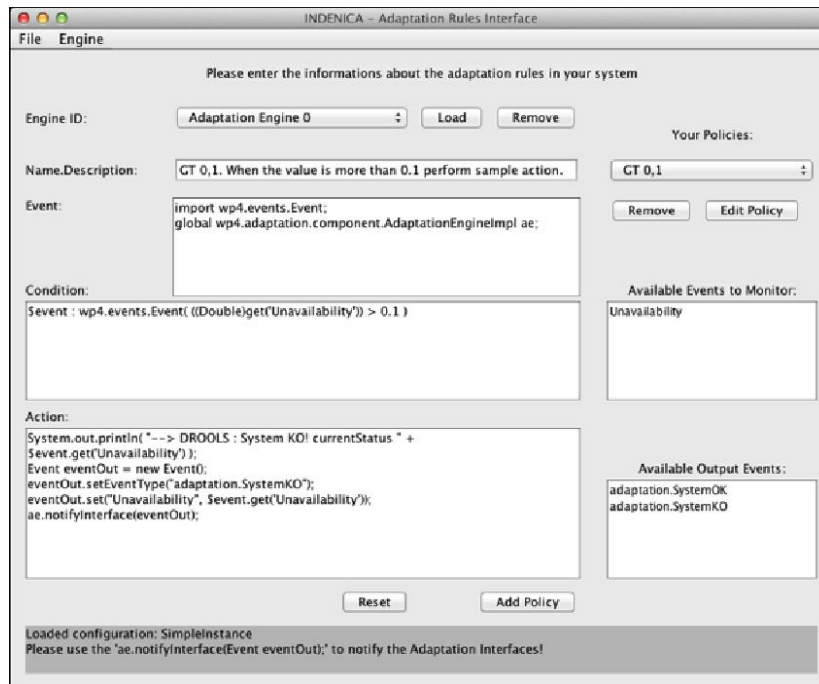 INDENICA - Adaptation Rules Interface
File Engine
Please enter the informations about the adaptation rules in your system
Engine ID: Adaptation Engine 0 Load Remove
Your Policies:
Name.Description: GT 0,1. When the value is more than 0.1 perform sample action. GT 0,1
Event: import wp4.events.Event;
global wp4.adaptation.component.AdaptationEngineImpl ae;
Remove Edit Policy
Condition:
$event : wp4.events.Event( ((Double)get('Unavailability')) > 0.1 )
Available Events to Monitor:
Unavailability
Action:
System.out.println( "--> DROOLS : System KO! currentStatus " +
$event.get('Unavailability') );
Event eventOut = new Event();
eventOut.setEventType("adaptation.SystemKO");
eventOut.set("Unavailability", $event.get('Unavailability'));
ae.notifyInterface(eventOut);
Available Output Events:
adaptation.SystemOK
adaptation.SystemKO
Reset Add Policy
Loaded configuration: SimpleInstance
Please use the 'ae.notifyInterface(Event eventOut);' to notify the Adaptation Interfaces!